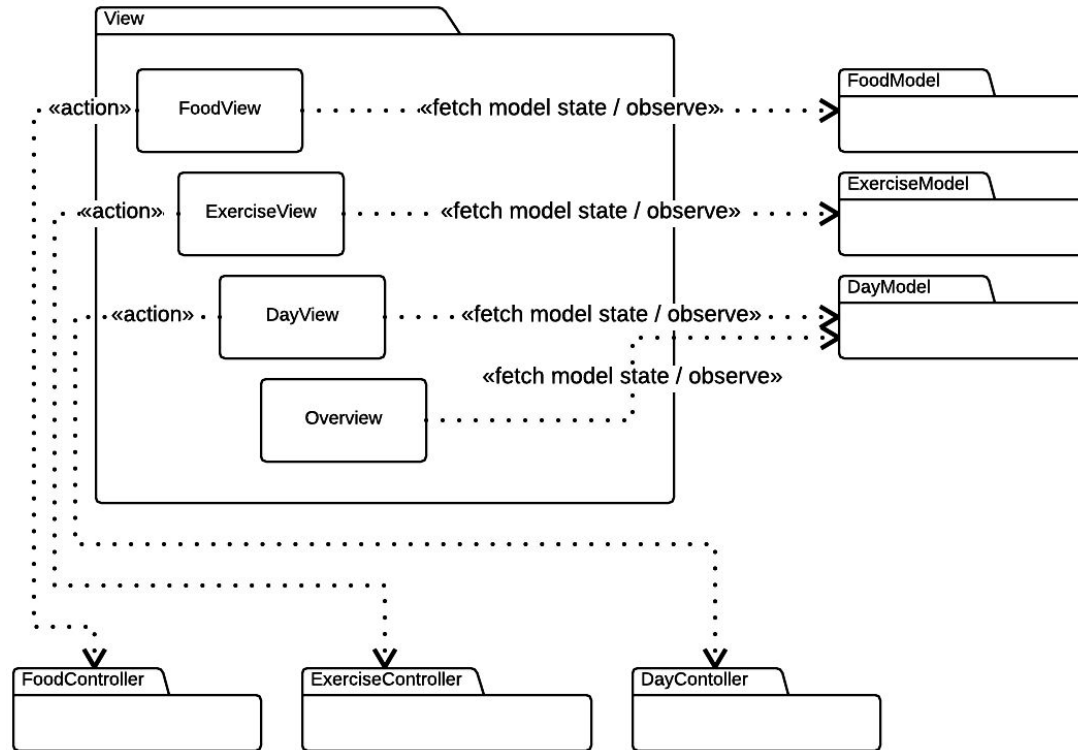 View
«action»
FoodView
«fetch model state / observe»
FoodModel
«action»
ExerciseView
«fetch model state / observe»
ExerciseModel
«action»
DayView
«fetch model state / observe»
DayModel
«fetch model state / observe»
Overview
FoodController
ExerciseController
DayContoller